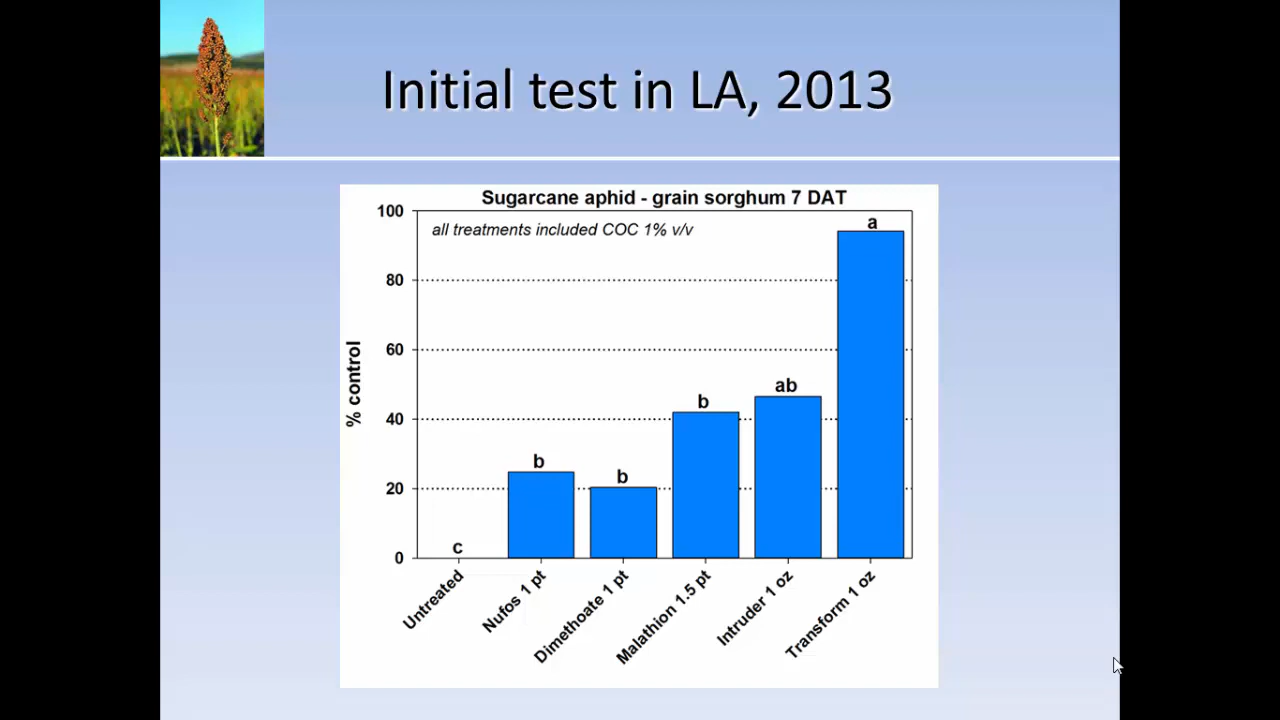 Initial test in LA, 2013
Sugarcane aphid - grain sorghum 7 DAT
all treatments included COC 1% v/v
% control
100
80
60
40
20
0
c
b
b
b
ab
a
Untreated
Nufos 1 pt
Dimethoate 1 pt
Malathion 1.5 pt
Intruder 1 oz
Transform 1 oz